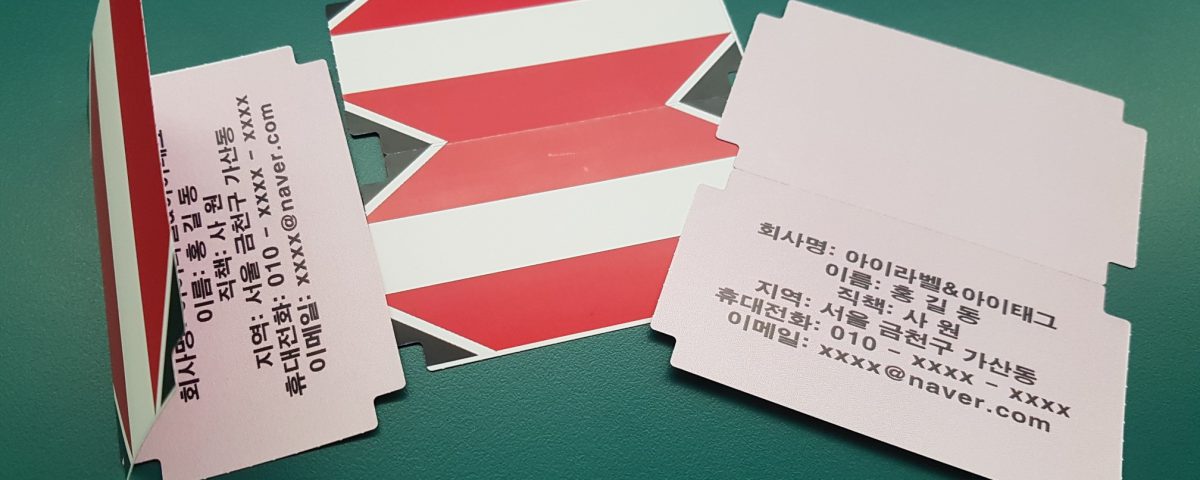 회사명:
이름: 홍 길 동
직책: 사 원
지역: 서울 금천구 가산동
휴대전화: 010 - xxxx - xxxx
이메일: xxxx@naver.com
회사명: 아이라벨&아이태그
이름: 홍 길 동
직책: 사 원
지역: 서울 금천구 가산동
휴대전화: 010 - xxxx - xxxx
이메일: xxxx@naver.com